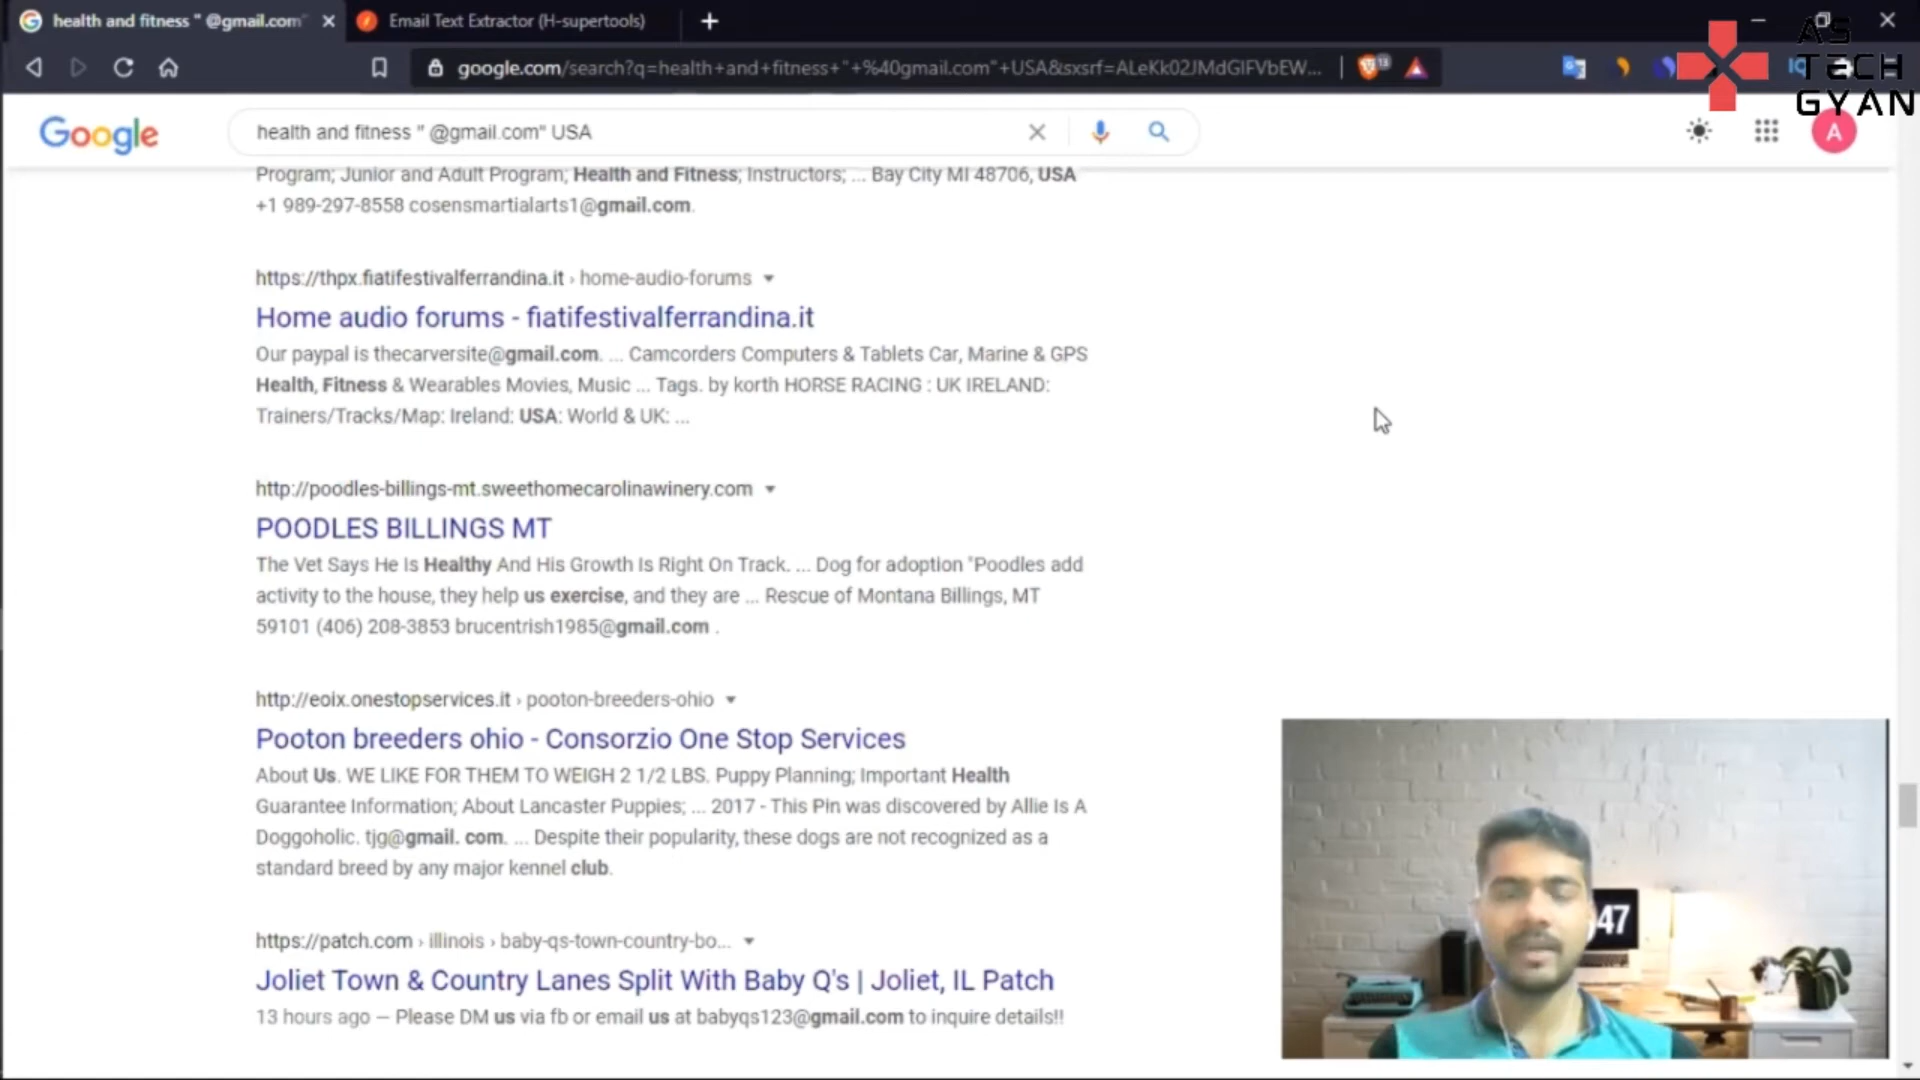 health and fitness " @gmail.com"
Email Text Extractor (H-supertools)
google.com/search?q=health+and+fitness+"+%40gmail.com"+USA&sxsrf=ALeKk02JMdGIFVbEW...
AS
TECH
GYAN
Google
health and fitness " @gmail.com" USA
A
Program; Junior and Adult Program; Health and Fitness; Instructors; ... Bay City MI 48706, USA
+1 989-297-8558 cosensmartialarts1@gmail.com.
https://thpx.fiatifestivalferrandina.it › home-audio-forums
Home audio forums - fiatifestivalferrandina.it
Our paypal is thecarversite@gmail.com. ... Camcorders Computers & Tablets Car, Marine & GPS
Health, Fitness & Wearables Movies, Music ... Tags. by korth HORSE RACING : UK IRELAND:
Trainers/Tracks/Map: Ireland: USA: World & UK: ...
http://poodles-billings-mt.sweethomecarolinawinery.com
POODLES BILLINGS MT
The Vet Says He Is Healthy And His Growth Is Right On Track. ... Dog for adoption "Poodles add
activity to the house, they help us exercise, and they are ... Rescue of Montana Billings, MT
59101 (406) 208-3853 brucentrish1985@gmail.com .
http://eoix.onestopservices.it › pooton-breeders-ohio
Pooton breeders ohio - Consorzio One Stop Services
About Us. WE LIKE FOR THEM TO WEIGH 2 1/2 LBS. Puppy Planning; Important Health
Guarantee Information; About Lancaster Puppies; ... 2017 - This Pin was discovered by Allie Is A
Doggoholic. tjg@gmail. com. ... Despite their popularity, these dogs are not recognized as a
standard breed by any major kennel club.
https://patch.com › illinois › baby-qs-town-country-bo...
Joliet Town & Country Lanes Split With Baby Q's | Joliet, IL Patch
13 hours ago — Please DM us via fb or email us at babyqs123@gmail.com to inquire details!!
47